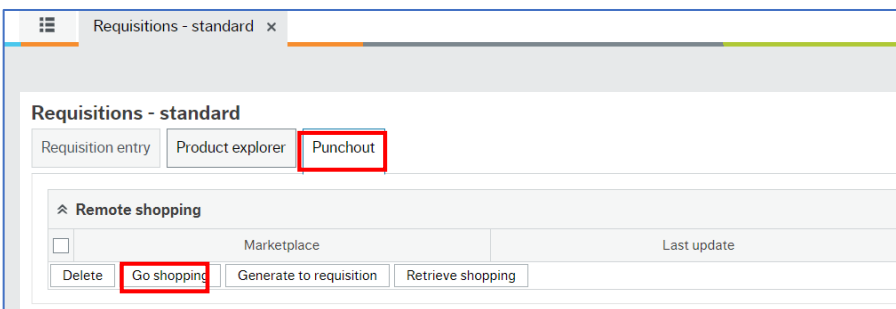 Requisitions - standard ×
Requisitions - standard
Requisition entry Product explorer Punchout
Remote shopping
Marketplace Last update
Delete Go shopping Generate to requisition Retrieve shopping